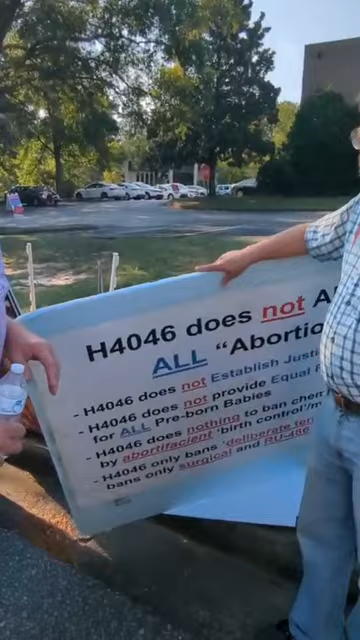 H4046 does not
ALL "Abortio
- H4046 does not Establish Justi
- H4046 does not provide Equal
for ALL Pre-born Babies
- H4046 does nothing to ban chem
by abortifacient 'birth control'/
- H4046 only bans 'deliberate ter
bans only surgical and RU-486